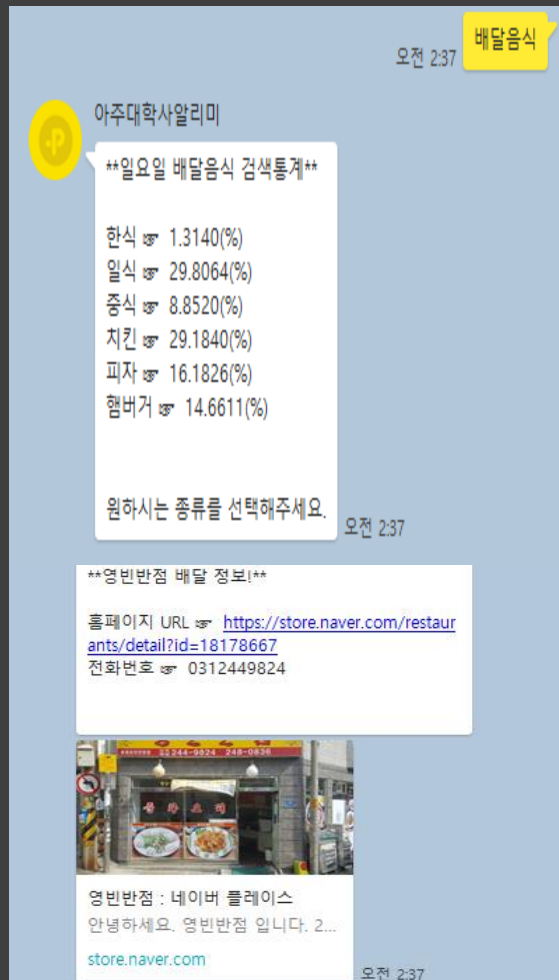 배달음식
오전 2:37
아주대학사알리미
**일요일 배달음식 검색통계**
한식 ☞ 1.3140(%)
일식 ☞ 29.8064(%)
중식 ☞ 8.8520(%)
치킨 ☞ 29.1840(%)
피자 ☞ 16.1826(%)
햄버거 ☞ 14.6611(%)
원하시는 종류를 선택해주세요.
오전 2:37
**영빈반점 배달 정보!**
홈페이지 URL ☞ https://store.naver.com/restaur
ants/detail?id=18178667
전화번호 ☞ 0312449824
244-9824 248-0836
중화요리
영빈반점 : 네이버 플레이스
안녕하세요. 영빈반점 입니다. 2...
store.naver.com
오전 2:37